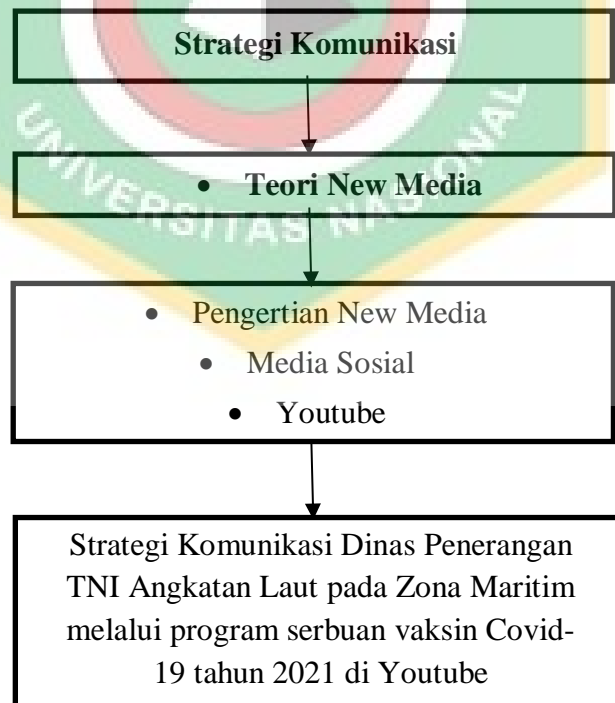 Strategi Komunikasi
UNIVERSITAS NASIONAL
• Teori New Media
• Pengertian New Media
• Media Sosial
• Youtube
Strategi Komunikasi Dinas Penerangan
TNI Angkatan Laut pada Zona Maritim
melalui program serbuan vaksin Covid-
19 tahun 2021 di Youtube